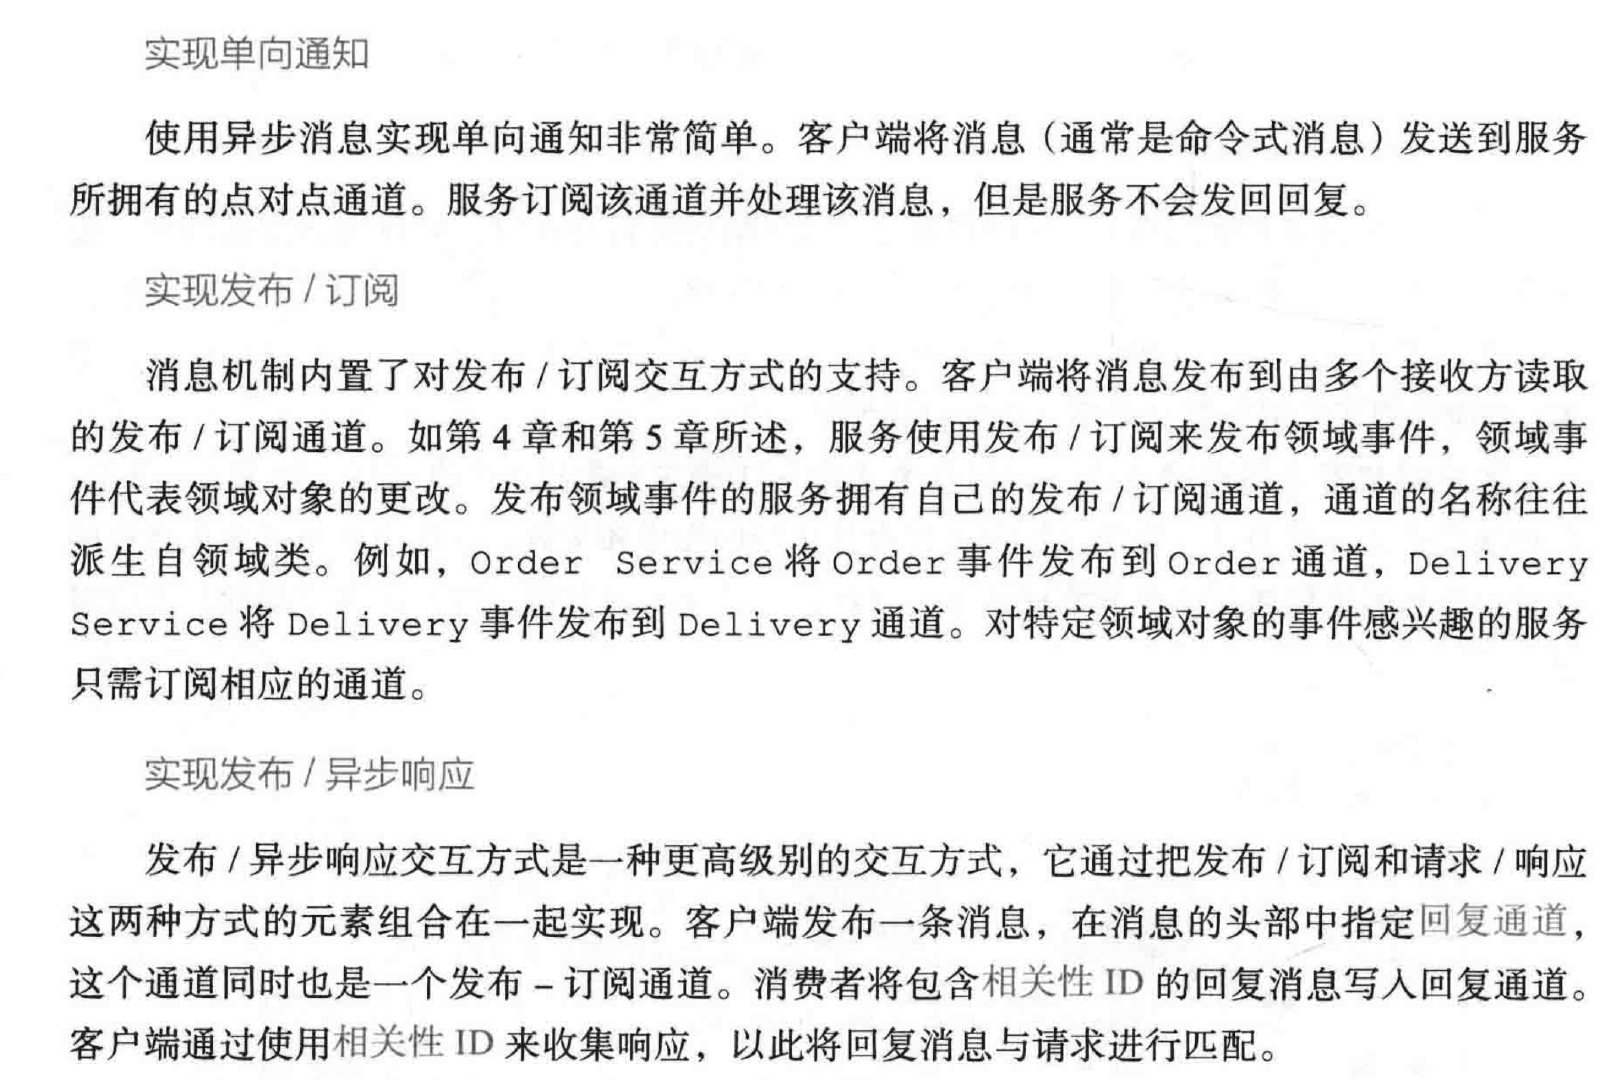 实现单向通知
使用异步消息实现单向通知非常简单。客户端将消息（通常是命令式消息）发送到服务
所拥有的点对点通道。服务订阅该通道并处理该消息，但是服务不会发回回复。
实现发布 / 订阅
消息机制内置了对发布 / 订阅交互方式的支持。客户端将消息发布到由多个接收方读取
的发布 / 订阅通道。如第 4 章和第 5 章所述，服务使用发布 / 订阅来发布领域事件，领域事
件代表领域对象的更改。发布领域事件的服务拥有自己的发布 / 订阅通道，通道的名称往往
派生自领域类。例如，Order Service 将 Order 事件发布到 Order 通道，Delivery
Service 将 Delivery 事件发布到 Delivery 通道。对特定领域对象的事件感兴趣的服务
只需订阅相应的通道。
实现发布 / 异步响应
发布 / 异步响应交互方式是一种更高级别的交互方式，它通过把发布 / 订阅和请求 / 响应
这两种方式的元素组合在一起实现。客户端发布一条消息，在消息的头部中指定回复通道，
这个通道同时也是一个发布 – 订阅通道。消费者将包含相关性 ID 的回复消息写入回复通道。
客户端通过使用相关性 ID 来收集响应，以此将回复消息与请求进行匹配。